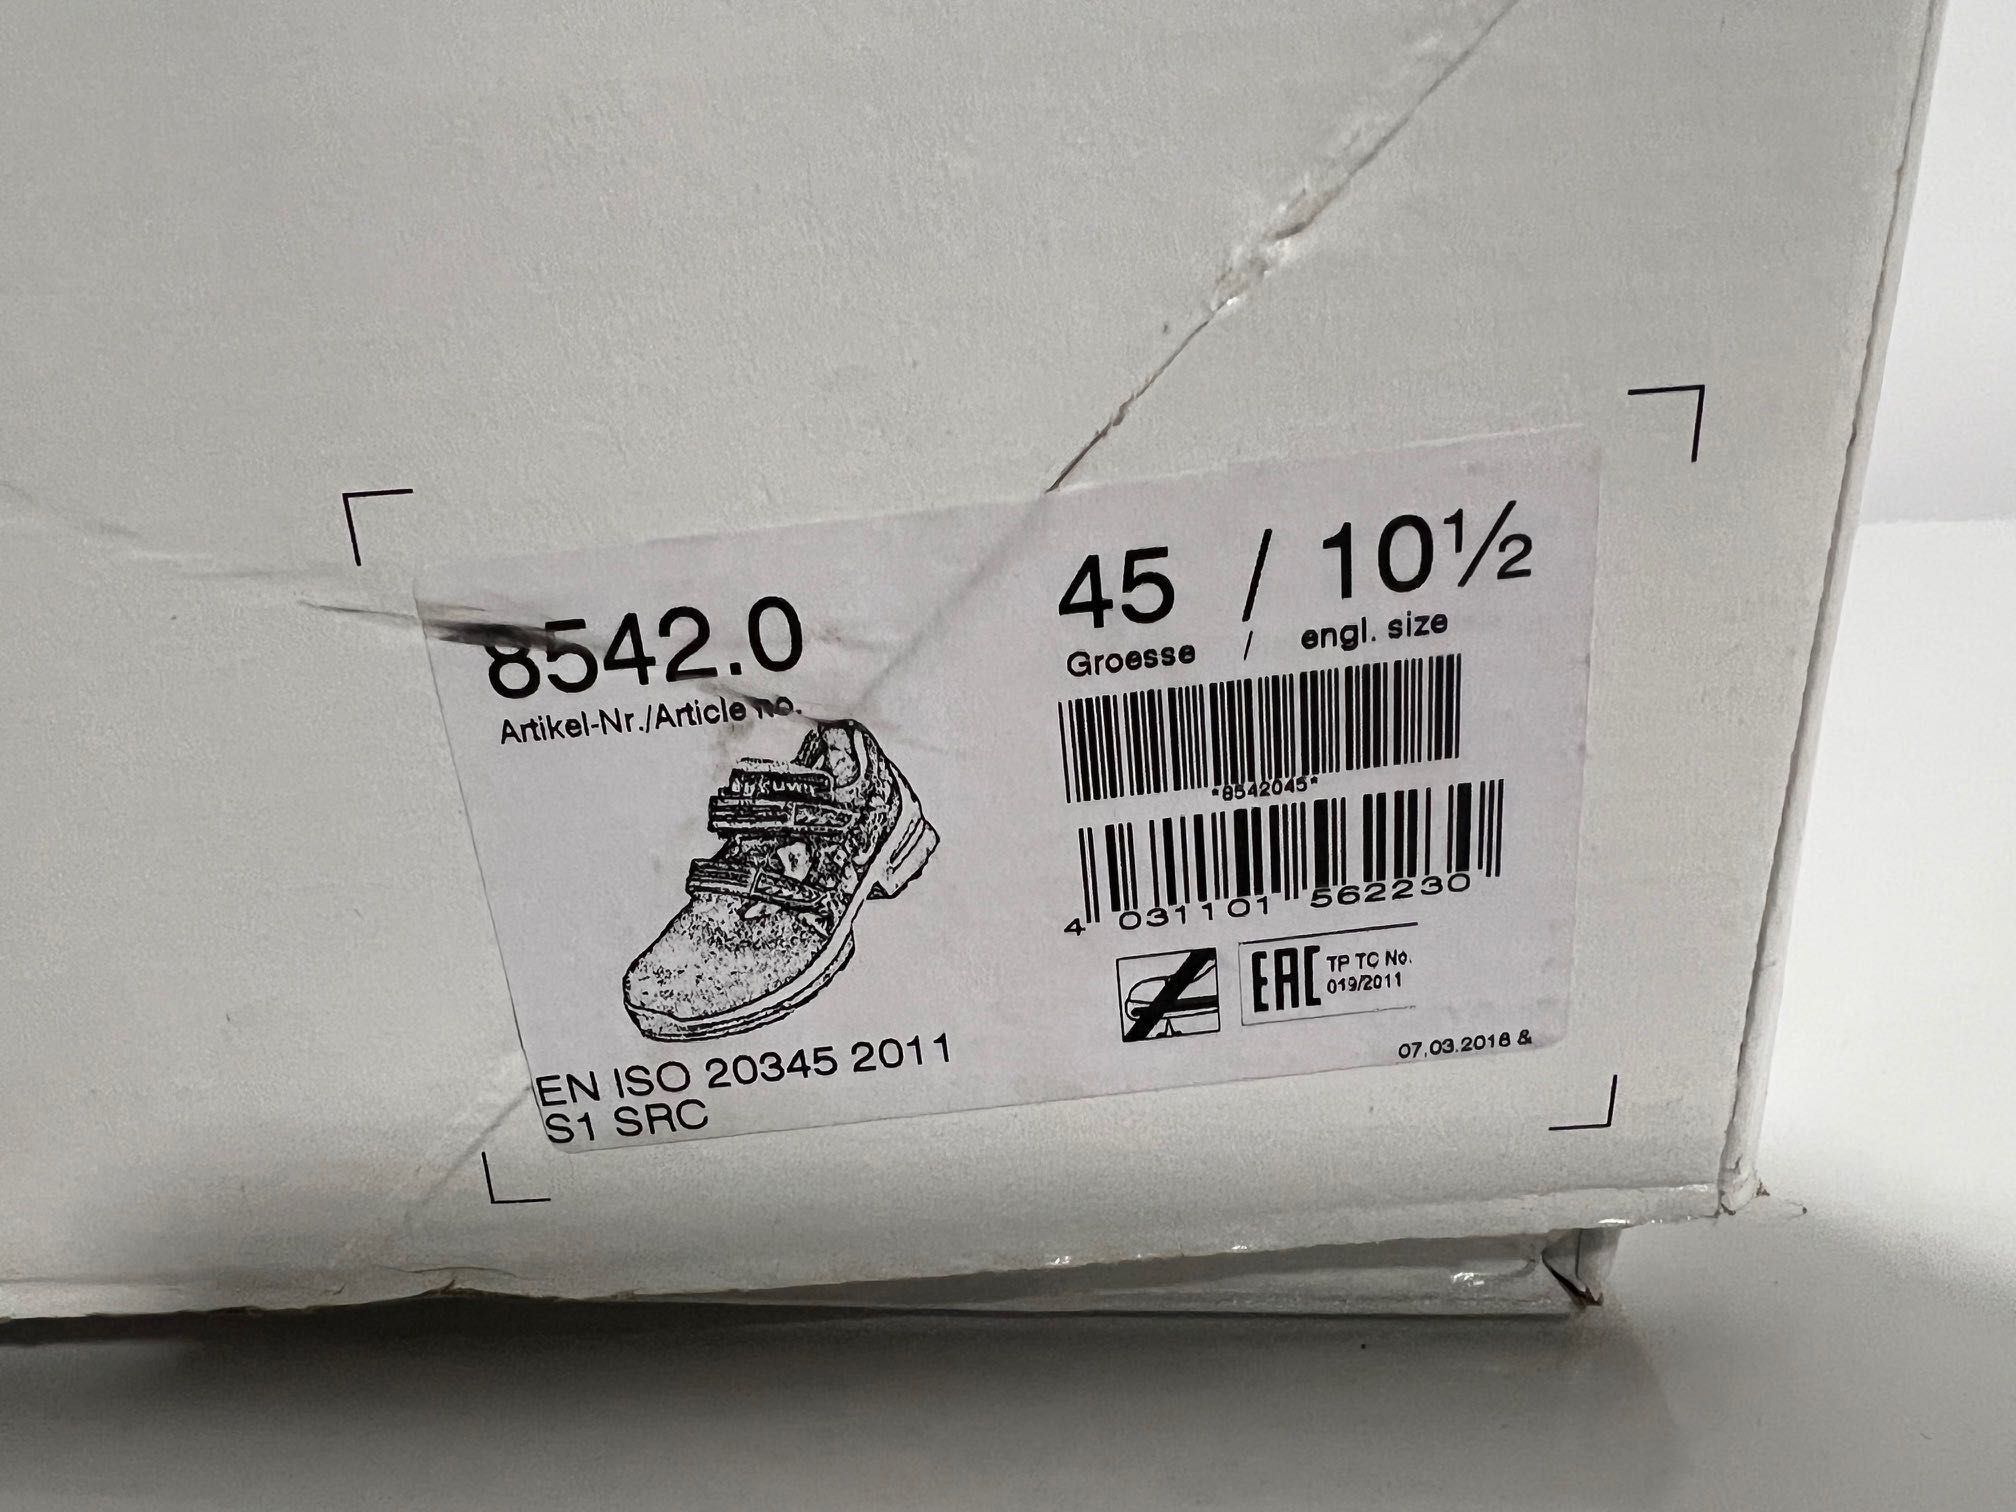 8542.0
Artikel-Nr./Article no.
45 / 10½
Groesse / engl. size
*8542045*
4 031101 562230
EAC TP TC No.
019/2011
07.03.2018 &
EN ISO 20345 2011
S1 SRC